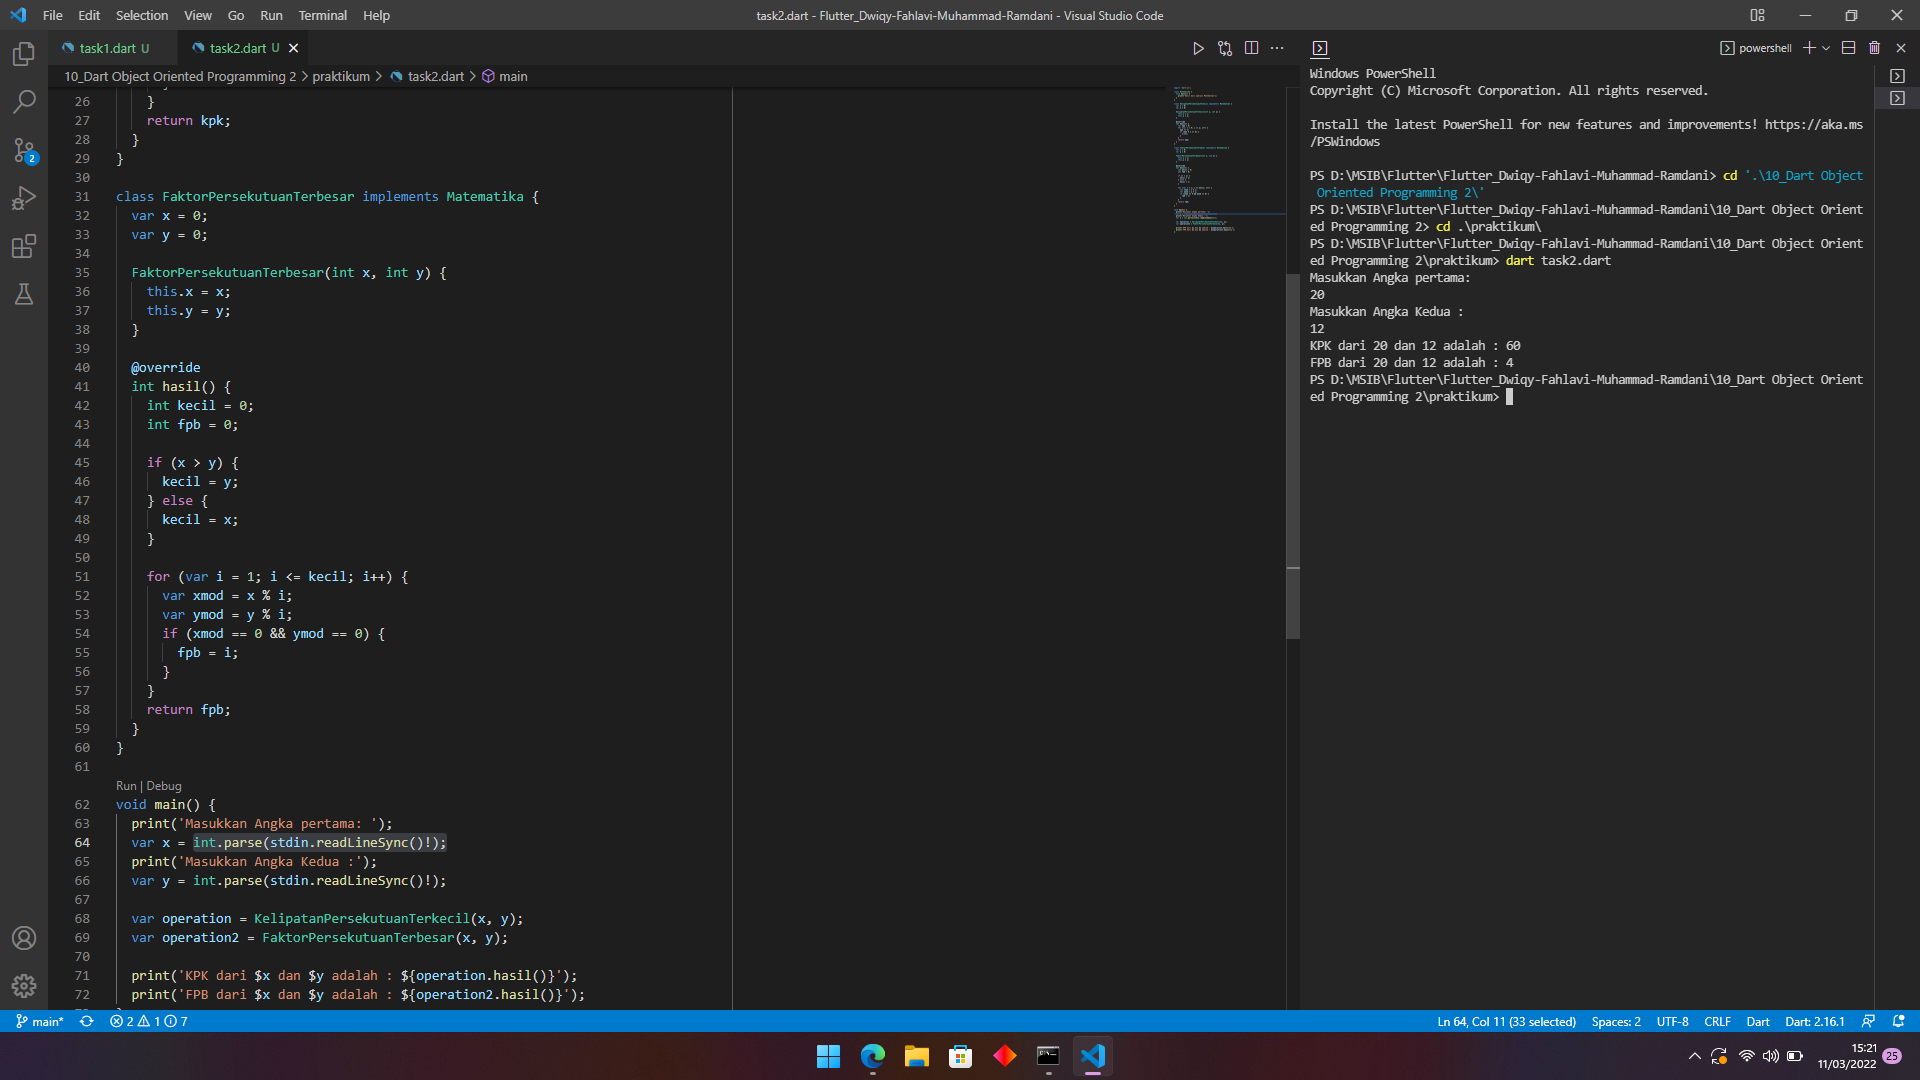 File Edit Selection View Go Run Terminal Help
task2.dart - Flutter_Dwiqy-Fahlavi-Muhammad-Ramdani - Visual Studio Code
task1.dart U
task2.dart U
10_Dart Object Oriented Programming 2 > praktikum > task2.dart > main
26 }
27 return kpk;
28 }
29 }
30
31 class FaktorPersekutuanTerbesar implements Matematika {
32 var x = 0;
33 var y = 0;
34
35 FaktorPersekutuanTerbesar(int x, int y) {
36 this.x = x;
37 this.y = y;
38 }
39
40 @override
41 int hasil() {
42 int kecil = 0;
43 int fpb = 0;
44
45 if (x > y) {
46 kecil = y;
47 } else {
48 kecil = x;
49 }
50
51 for (var i = 1; i <= kecil; i++) {
52 var xmod = x % i;
53 var ymod = y % i;
54 if (xmod == 0 && ymod == 0) {
55 fpb = i;
56 }
57 }
58 return fpb;
59 }
60 }
61
Run | Debug
62 void main() {
63 print('Masukkan Angka pertama: ');
64 var x = int.parse(stdin.readLineSync()!);
65 print('Masukkan Angka Kedua :');
66 var y = int.parse(stdin.readLineSync()!);
67
68 var operation = KelipatanPersekutuanTerkecil(x, y);
69 var operation2 = FaktorPersekutuanTerbesar(x, y);
70
71 print('KPK dari $x dan $y adalah : ${operation.hasil()}');
72 print('FPB dari $x dan $y adalah : ${operation2.hasil()}');
powershell
Windows PowerShell
Copyright (C) Microsoft Corporation. All rights reserved.
Install the latest PowerShell for new features and improvements! https://aka.ms
/PSWindows
PS D:\MSIB\Flutter\Flutter_Dwiqy-Fahlavi-Muhammad-Ramdani> cd '.\10_Dart Object
Oriented Programming 2\'
PS D:\MSIB\Flutter\Flutter_Dwiqy-Fahlavi-Muhammad-Ramdani\10_Dart Object Orient
ed Programming 2> cd .\praktikum\
PS D:\MSIB\Flutter\Flutter_Dwiqy-Fahlavi-Muhammad-Ramdani\10_Dart Object Orient
ed Programming 2\praktikum> dart task2.dart
Masukkan Angka pertama:
20
Masukkan Angka Kedua :
12
KPK dari 20 dan 12 adalah : 60
FPB dari 20 dan 12 adalah : 4
PS D:\MSIB\Flutter\Flutter_Dwiqy-Fahlavi-Muhammad-Ramdani\10_Dart Object Orient
ed Programming 2\praktikum>
2
main* 2 1 7
Ln 64, Col 11 (33 selected) Spaces: 2 UTF-8 CRLF Dart Dart: 2.16.1
15:21
11/03/2022
25